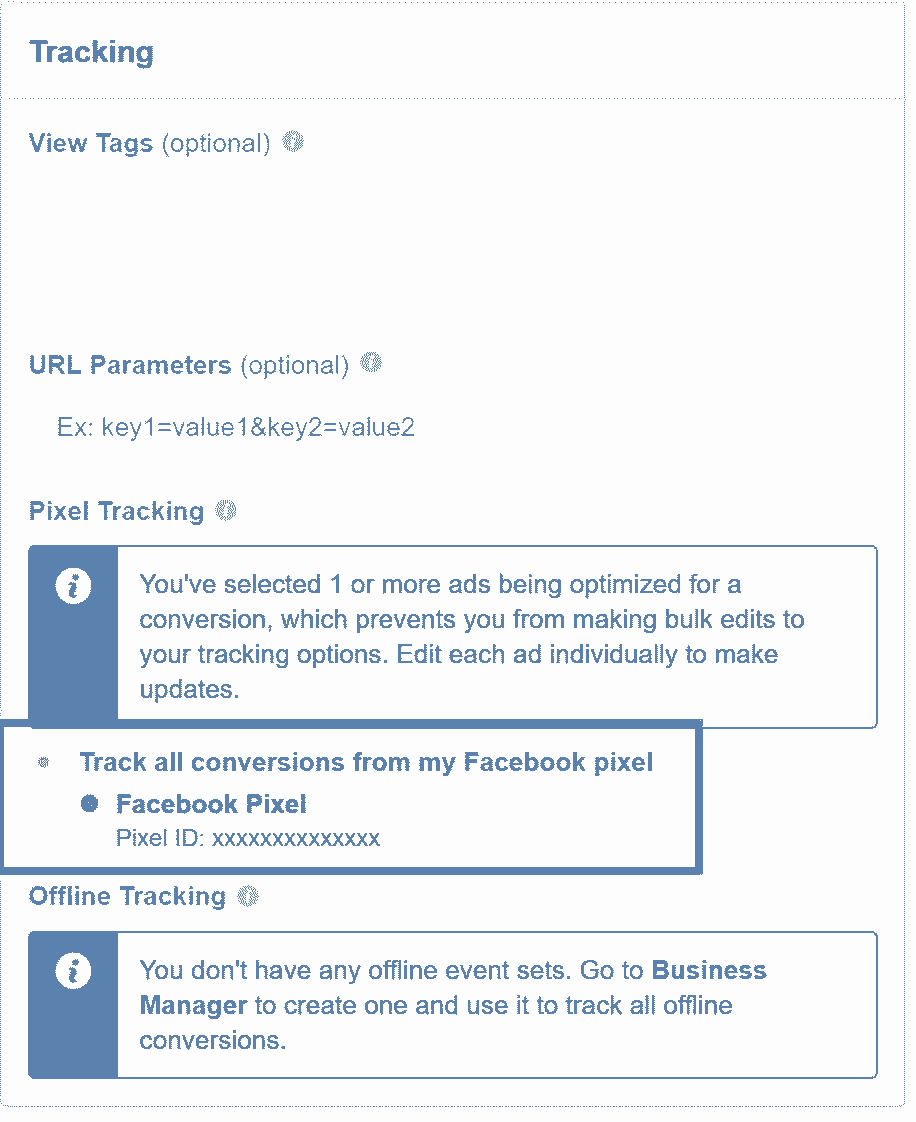 Tracking
View Tags (optional)
URL Parameters (optional)
Ex: key1=value1&key2=value2
Pixel Tracking
You've selected 1 or more ads being optimized for a
conversion, which prevents you from making bulk edits to
your tracking options. Edit each ad individually to make
updates.
Track all conversions from my Facebook pixel
Facebook Pixel
Pixel ID: xxxxxxxxxxxxxx
Offline Tracking
You don't have any offline event sets. Go to Business
Manager to create one and use it to track all offline
conversions.